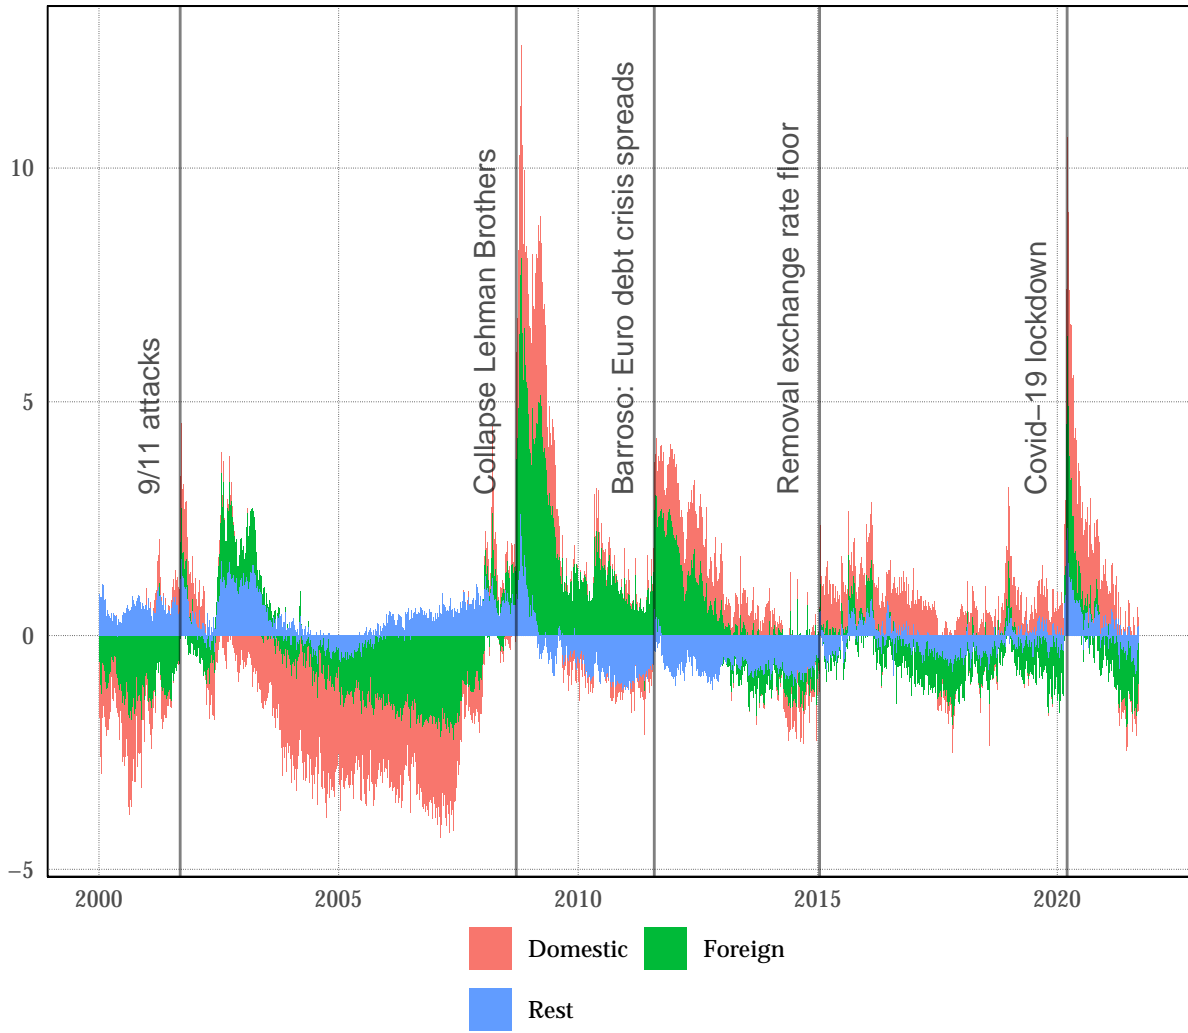 10
5
0
−5
9/11 attacks
Collapse Lehman Brothers
Barroso: Euro debt crisis spreads
Removal exchange rate floor
Covid−19 lockdown
2000
2005
2010
2015
2020
Domestic
Foreign
Rest